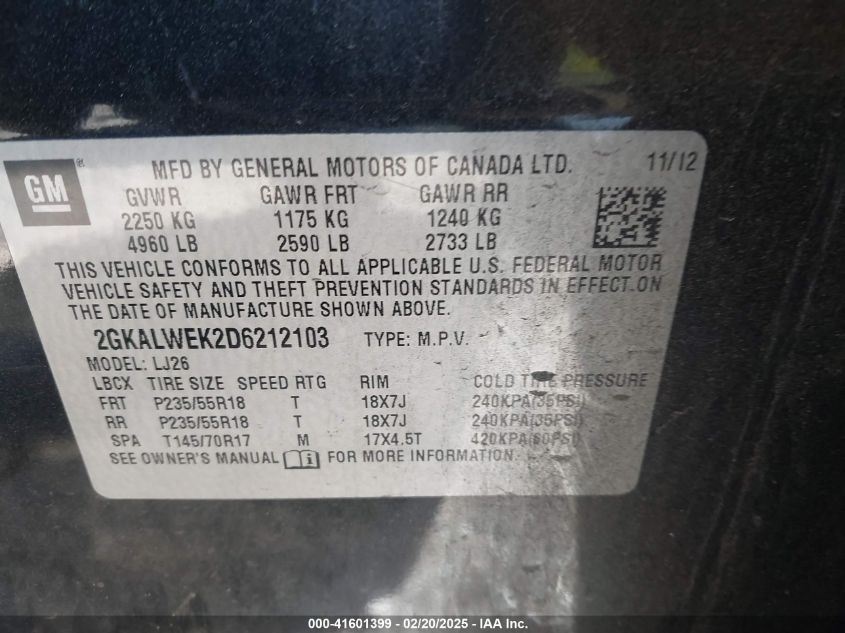 GM ®
MFD BY GENERAL MOTORS OF CANADA LTD. 11/12
GVWR GAWR FRT GAWR RR
2250 KG 1175 KG 1240 KG
4960 LB 2590 LB 2733 LB
THIS VEHICLE CONFORMS TO ALL APPLICABLE U.S. FEDERAL MOTOR
VEHICLE SAFETY AND THEFT PREVENTION STANDARDS IN EFFECT ON
THE DATE OF MANUFACTURE SHOWN ABOVE.
2GKALWEK2D6212103 TYPE: M.P.V.
MODEL: LJ26
LBCX TIRE SIZE SPEED RTG RIM COLD TIRE PRESSURE
FRT P235/55R18 T 18X7J 240KPA(35PSI)
RR P235/55R18 T 18X7J 240KPA(35PSI)
SPA T145/70R17 M 17X4.5T 420KPA(60PSI)
SEE OWNER'S MANUAL i FOR MORE INFORMATION.
000-41601399 - 02/20/2025 - IAA Inc.